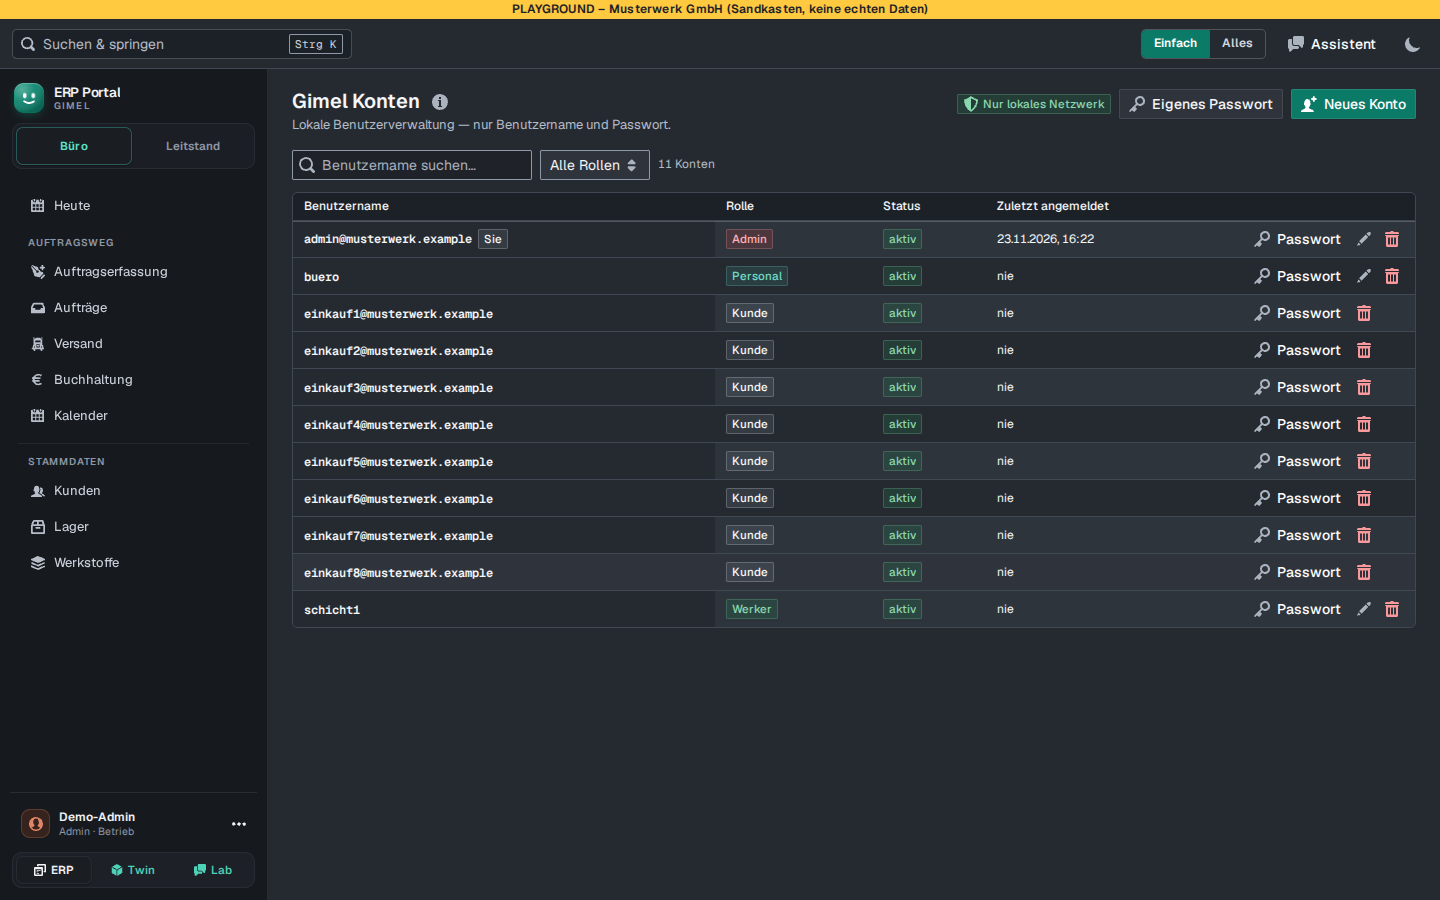 PLAYGROUND – Musterwerk GmbH (Sandkasten, keine echten Daten)
Suchen & springen Strg K
Einfach Alles Assistent
ERP Portal
GIMEL
Büro Leitstand
Heute
AUFTRAGSWEG
Auftragserfassung
Aufträge
Versand
Buchhaltung
Kalender
STAMMDATEN
Kunden
Lager
Werkstoffe
Demo-Admin
Admin · Betrieb
ERP Twin Lab
Gimel Konten
Lokale Benutzerverwaltung — nur Benutzername und Passwort.
Nur lokales Netzwerk Eigenes Passwort Neues Konto
Benutzername suchen... Alle Rollen 11 Konten
Benutzername Rolle Status Zuletzt angemeldet
admin@musterwerk.example Sie Admin aktiv 23.11.2026, 16:22 Passwort
buero Personal aktiv nie Passwort
einkauf1@musterwerk.example Kunde aktiv nie Passwort
einkauf2@musterwerk.example Kunde aktiv nie Passwort
einkauf3@musterwerk.example Kunde aktiv nie Passwort
einkauf4@musterwerk.example Kunde aktiv nie Passwort
einkauf5@musterwerk.example Kunde aktiv nie Passwort
einkauf6@musterwerk.example Kunde aktiv nie Passwort
einkauf7@musterwerk.example Kunde aktiv nie Passwort
einkauf8@musterwerk.example Kunde aktiv nie Passwort
schicht1 Werker aktiv nie Passwort